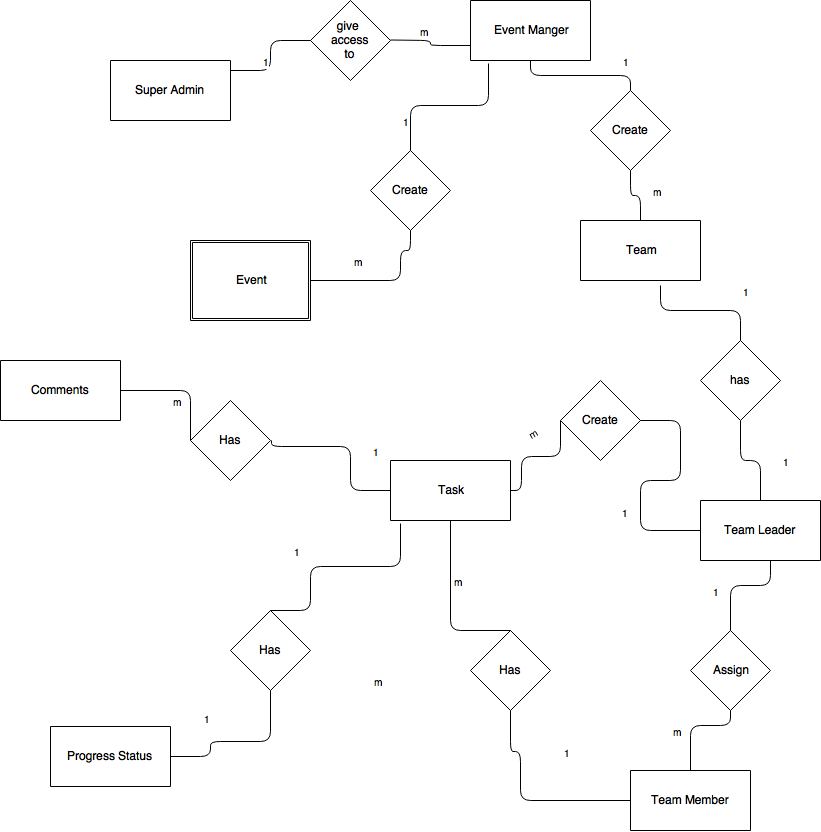 give
access
to
m
Event Manger
1
Super Admin
1
1
Create
Create
m
Team
m
Event
1
has
Comments
m
Has
1
m
Create
1
Task
1
Team Leader
1
m
1
Has
Has
Assign
m
1
m
1
Progress Status
Team Member